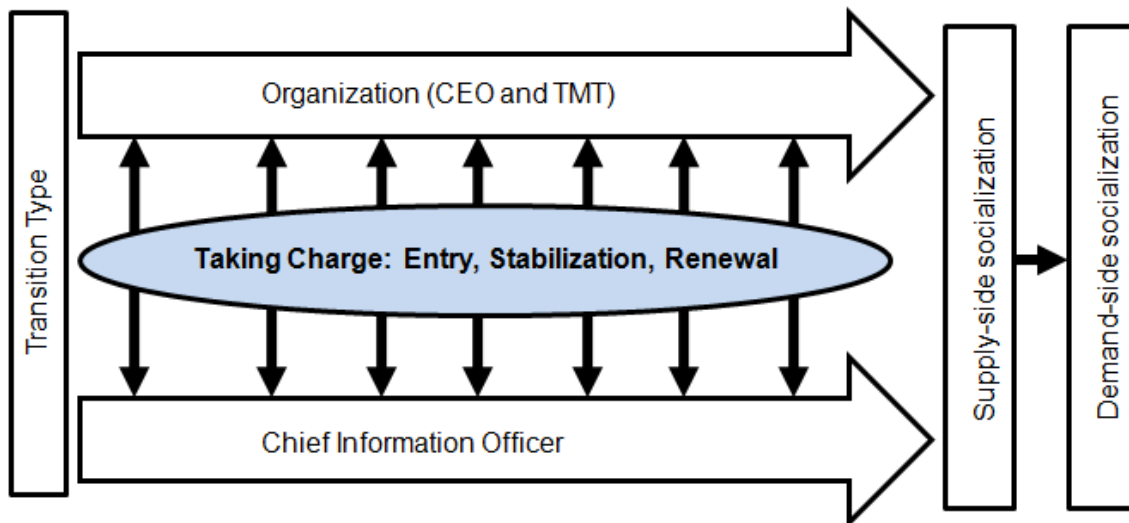 Transition Type
Organization (CEO and TMT)
Taking Charge: Entry, Stabilization, Renewal
Chief Information Officer
Supply-side socialization
Demand-side socialization